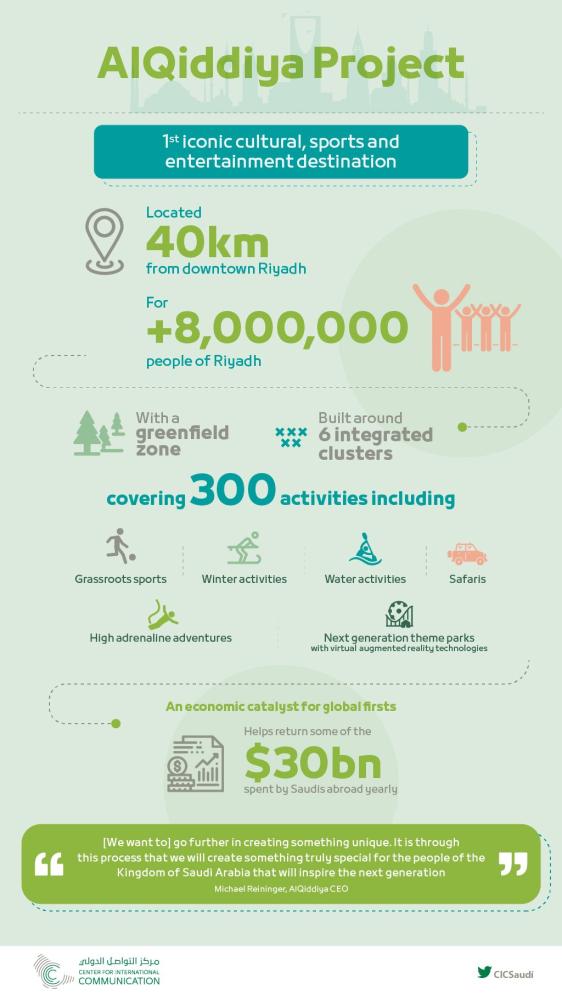 AlQiddiya Project
1st iconic cultural, sports and
entertainment destination
Located
40km
from downtown Riyadh
For
+8,000,000
people of Riyadh
With a
greenfield
zone
Built around
6 integrated
clusters
covering 300 activities including
Grassroots sports
Winter activities
Water activities
Safaris
High adrenaline adventures
Next generation theme parks
with virtual augmented reality technologies
An economic catalyst for global firsts
Helps return some of the
$30bn
spent by Saudis abroad yearly
[We want to] go further in creating something unique. It is through
this process that we will create something truly special for the people of the
Kingdom of Saudi Arabia that will inspire the next generation
Michael Reininger, AlQiddiya CEO
مركز التواصل الدولي
CENTER FOR INTERNATIONAL
COMMUNICATION
CICSaudi